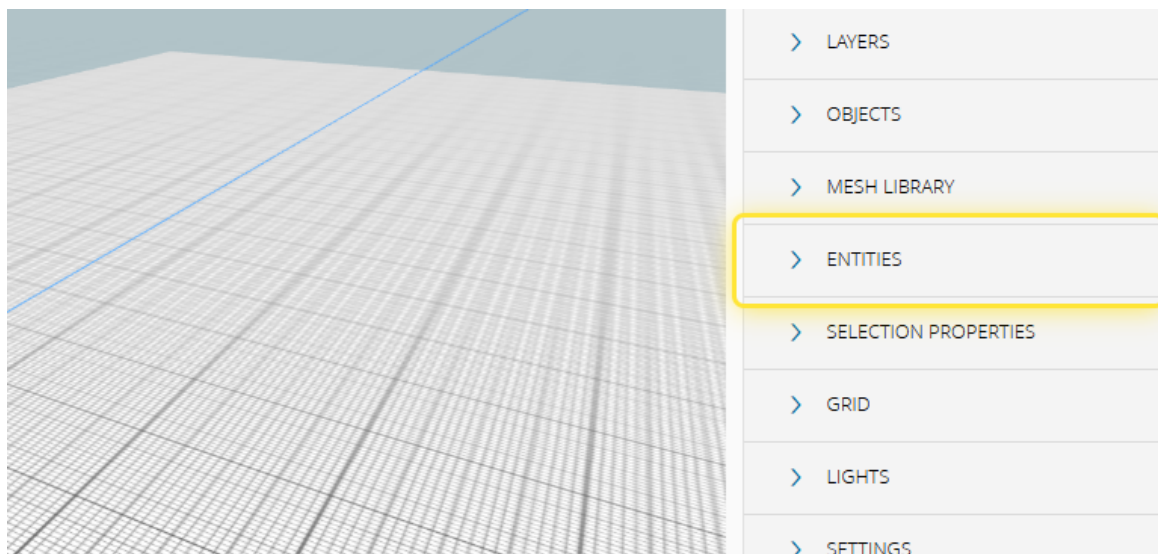 LAYERS
OBJECTS
MESH LIBRARY
ENTITIES
SELECTION PROPERTIES
GRID
LIGHTS
SETTINGS